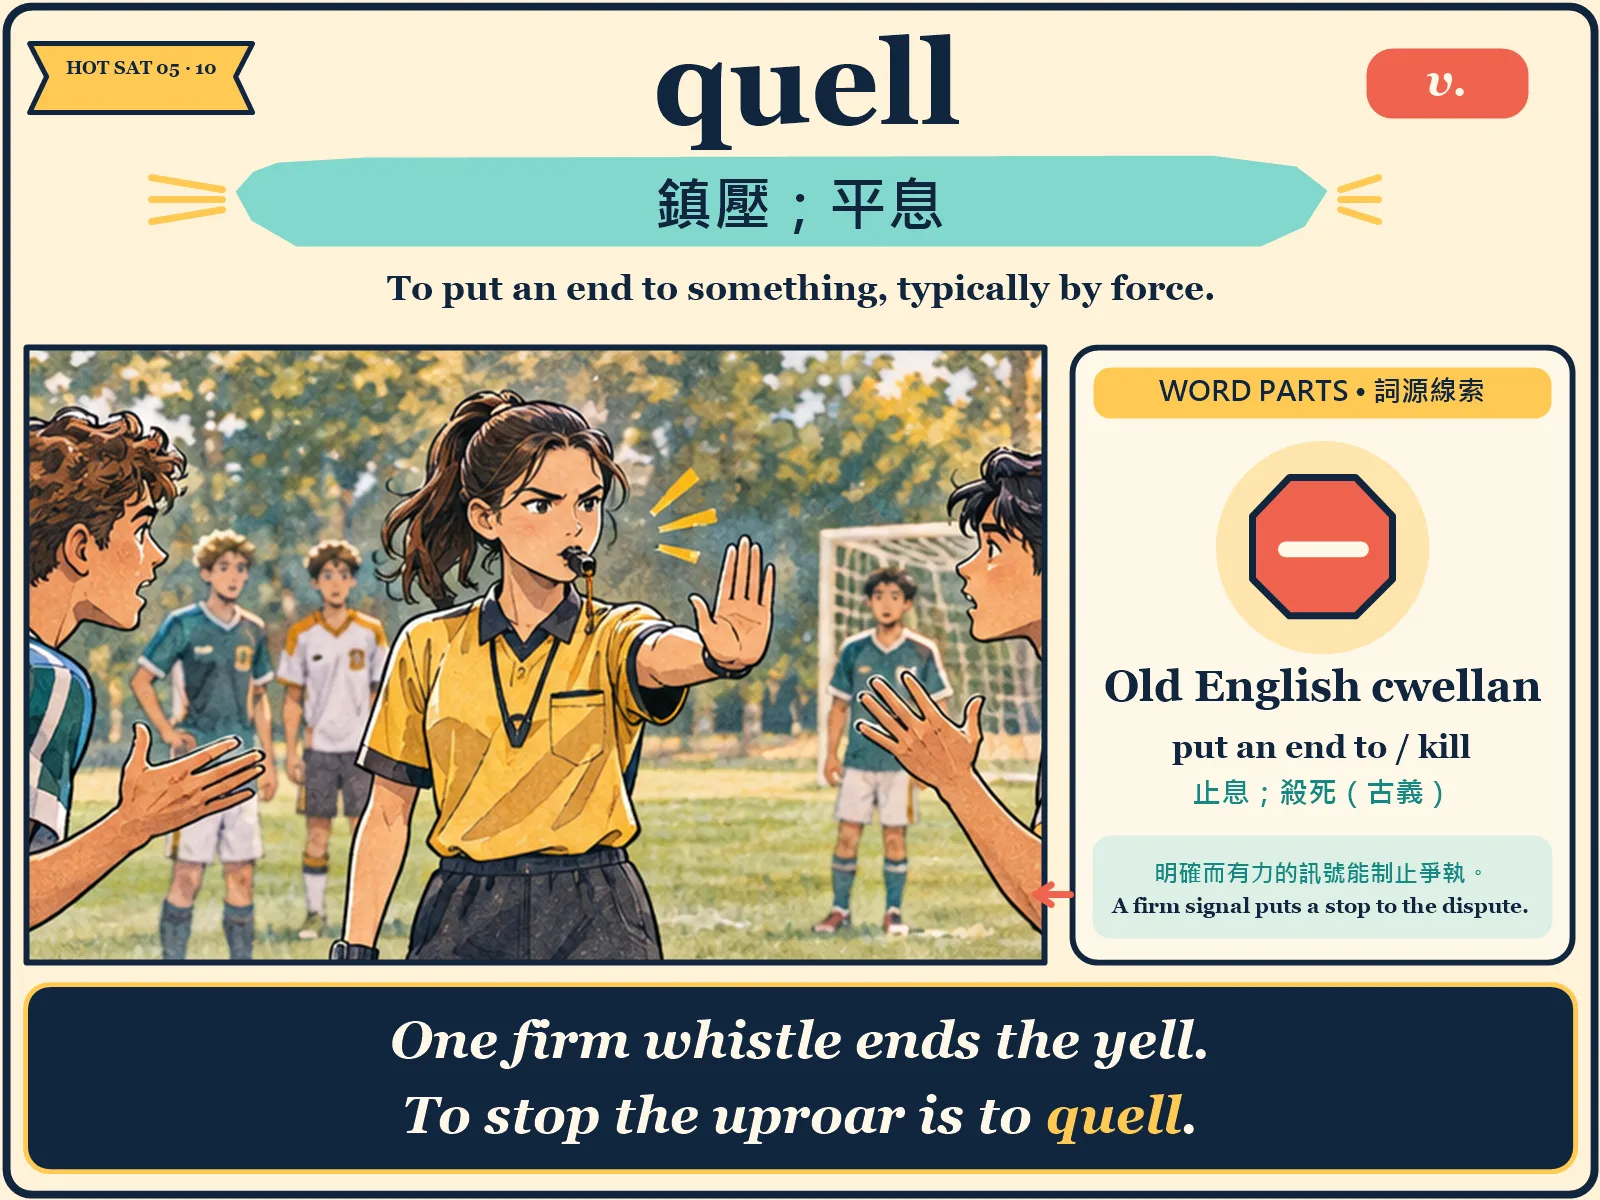 HOT SAT 05 · 10
quell
v.
鎮壓；平息
To put an end to something, typically by force.
WORD PARTS • 詞源線索
Old English cwellan
put an end to / kill
止息；殺死（古義）
明確而有力的訊號能制止爭執。
A firm signal puts a stop to the dispute.
One firm whistle ends the yell.
To stop the uproar is to quell.